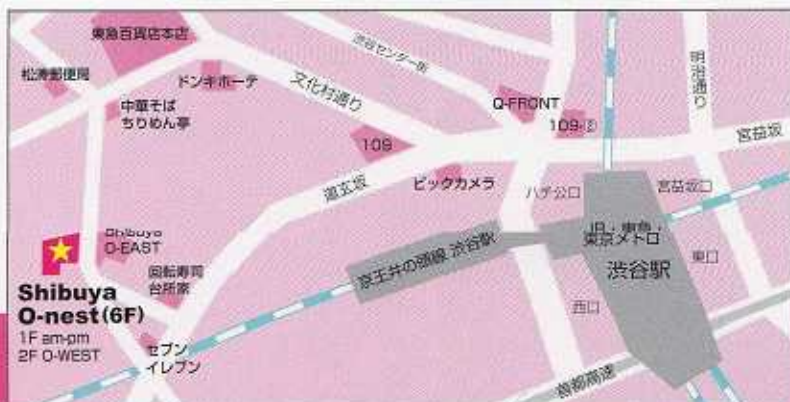 東急百貨店本店
松濤郵便局
ドンキホーテ
中華そば
ちりめん亭
文化村通り
渋谷センター街
Q-FRONT
109-②
明治通り
宮益坂
109
道玄坂
ビックカメラ
ハチ公口
宮益坂口
JR・東急・
東京メトロ
渋谷駅
東口
西口
京王井の頭線 渋谷駅
首都高速
Shibuya
O-EAST
回転寿司
台所家
Shibuya
O-nest(6F)
1F am-pm
2F O-WEST
セブン
イレブン